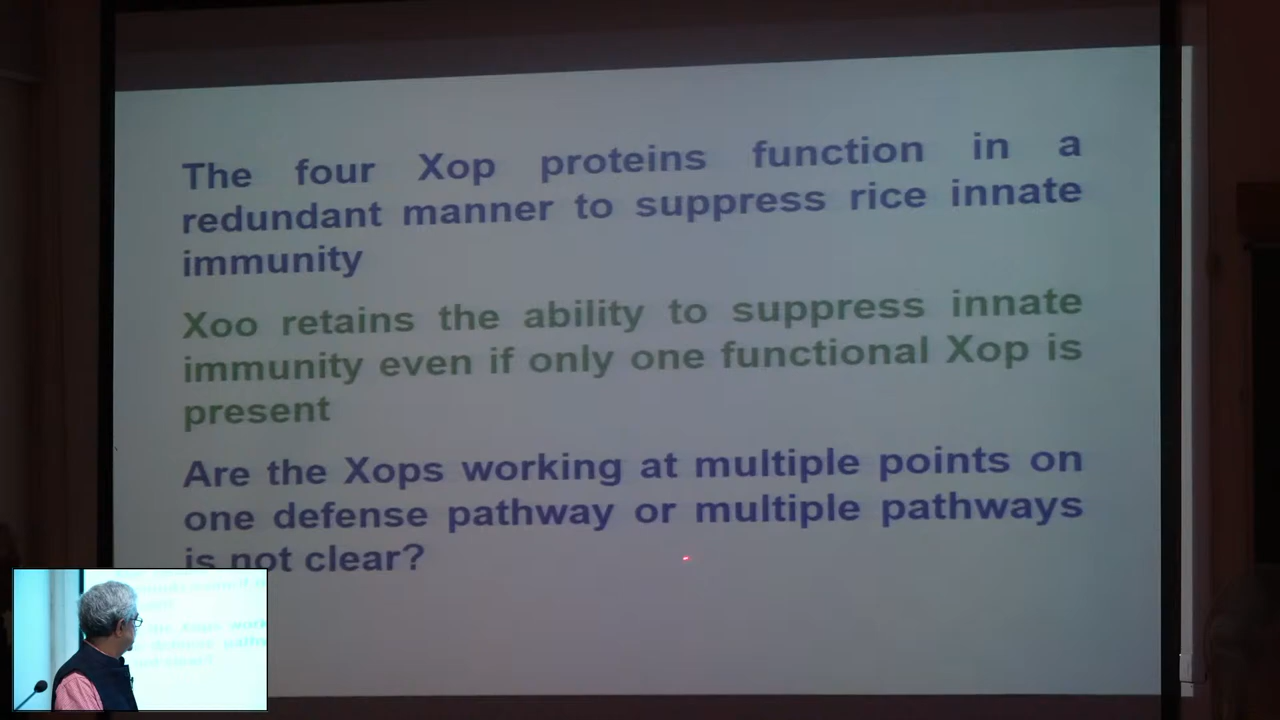 The four Xop proteins function in a
redundant manner to suppress rice innate
immunity
Xoo retains the ability to suppress innate
immunity even if only one functional Xop is
present
Are the Xops working at multiple points on
one defense pathway or multiple pathways
is not clear?